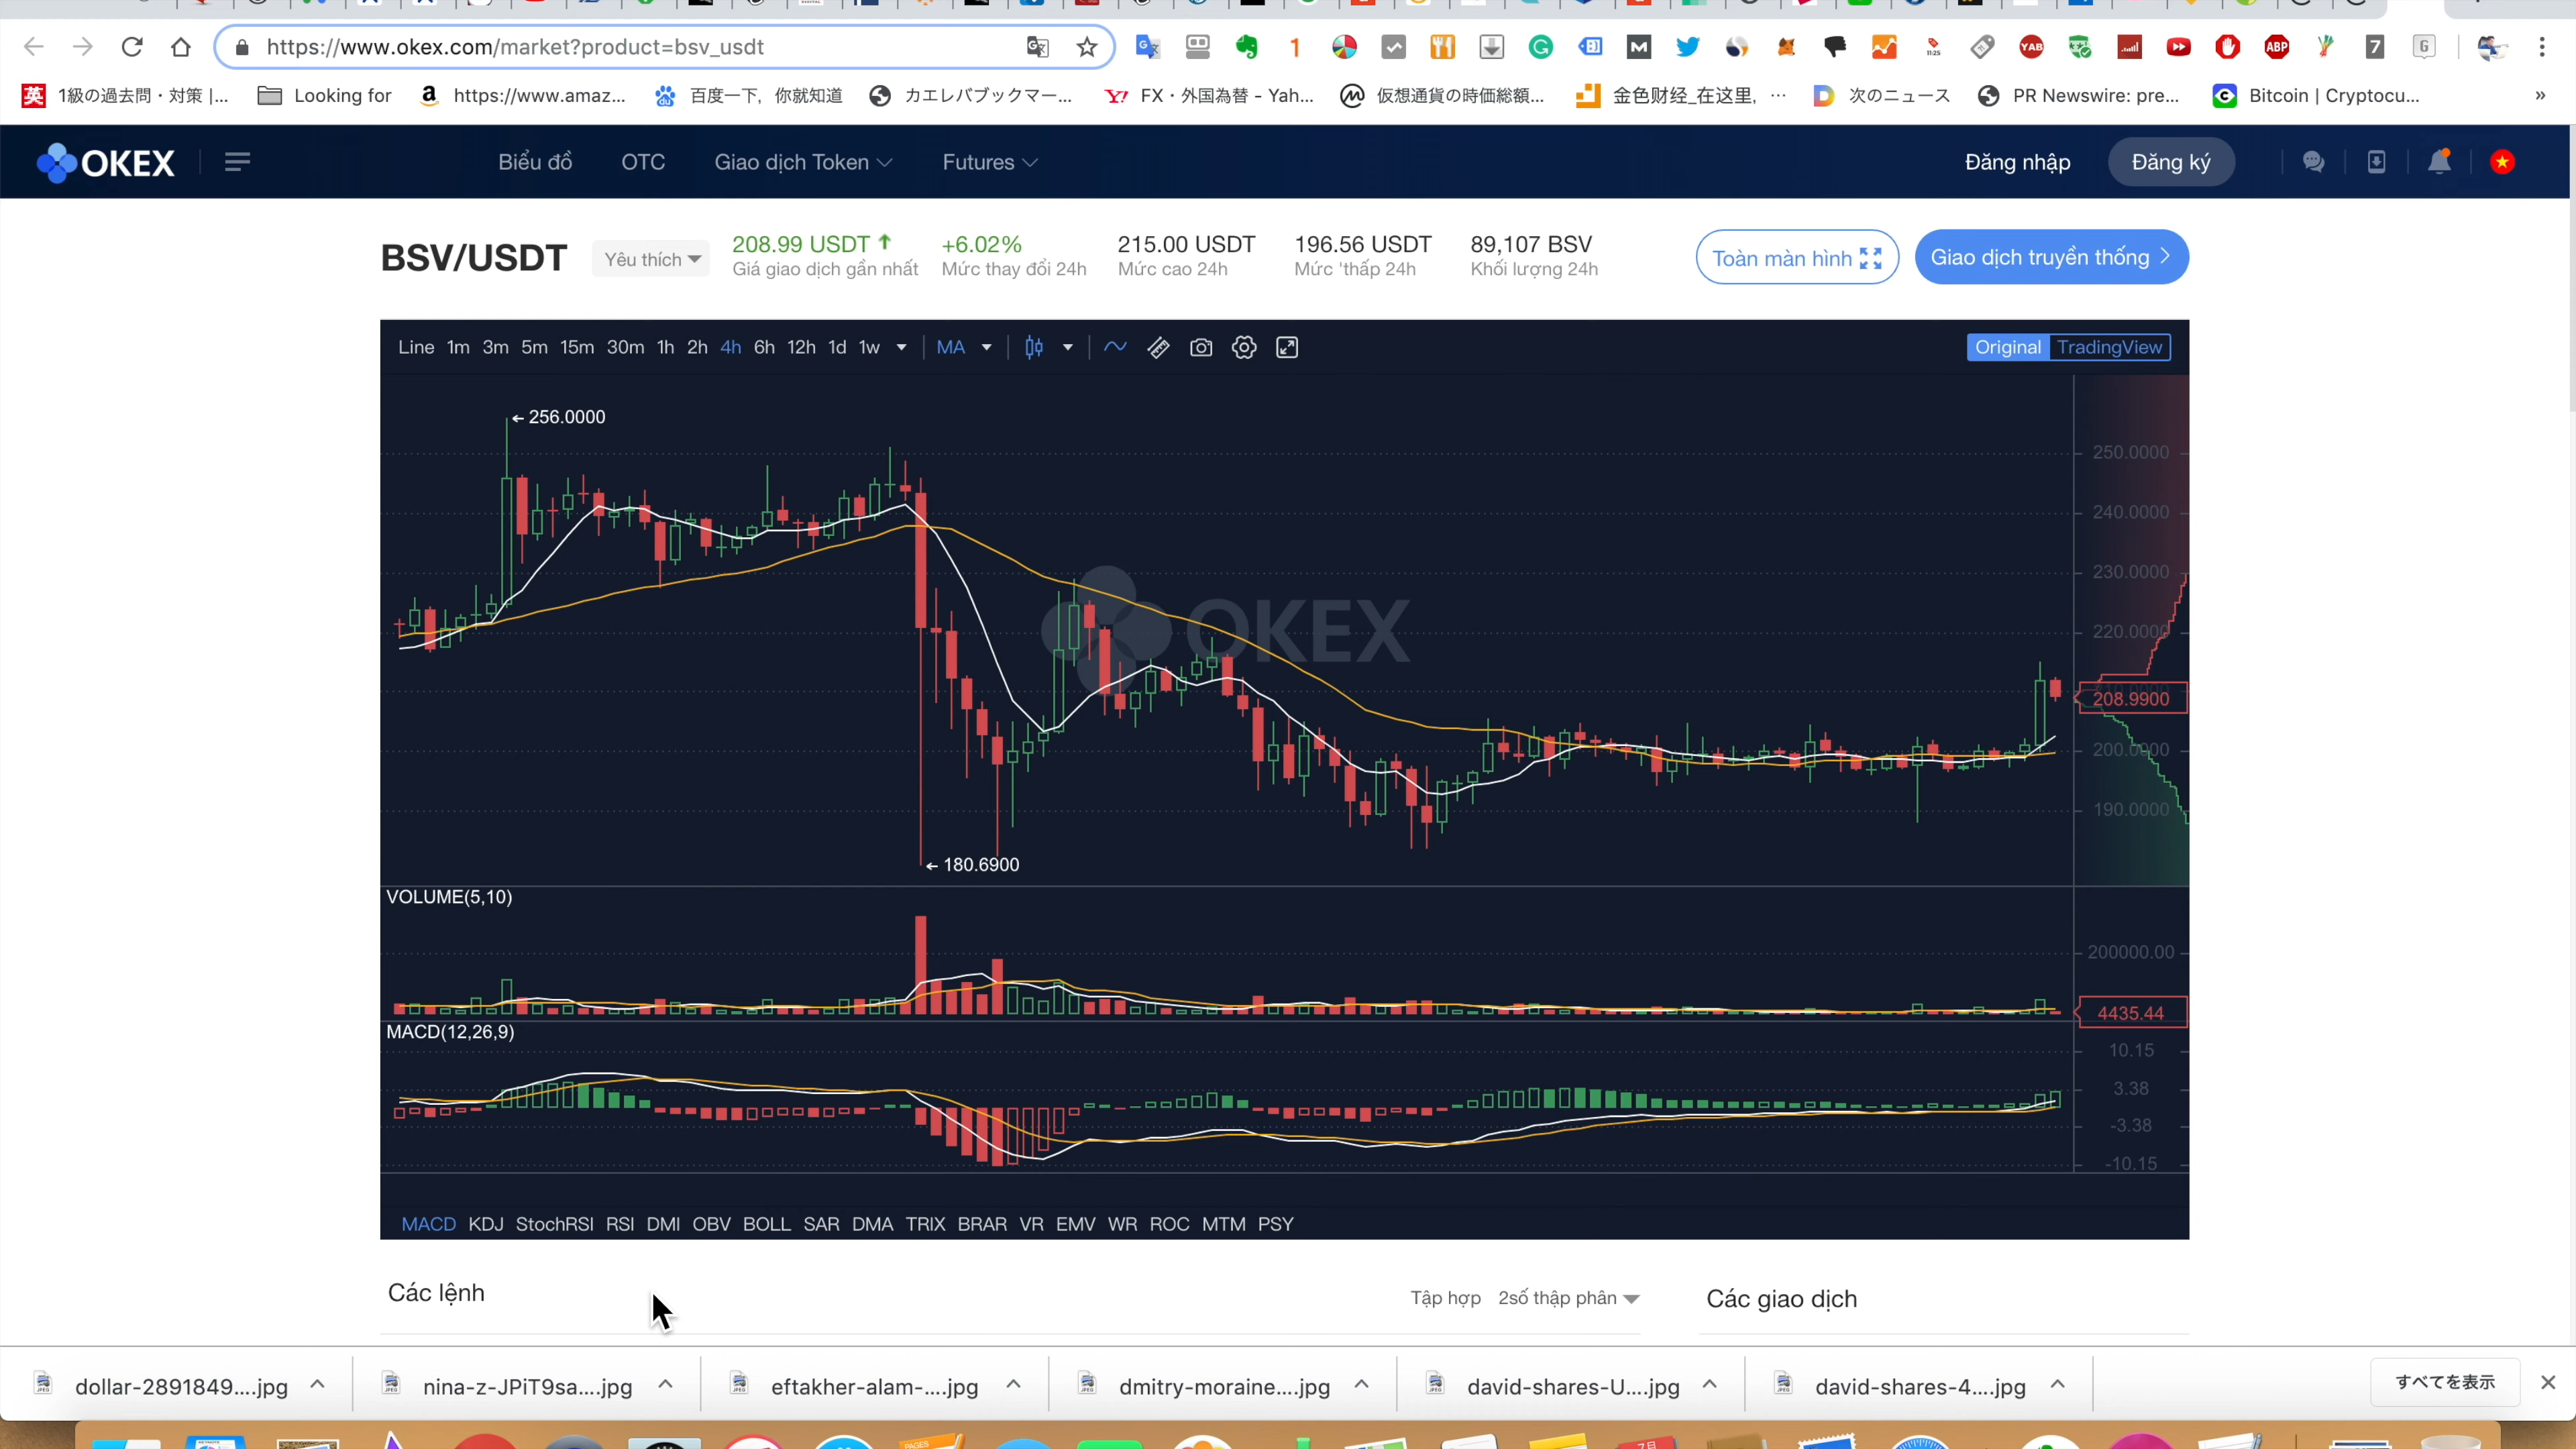 https://www.okex.com/market?product=bsv_usdt
1級の過去問・対策 |...
Looking for
https://www.amaz...
百度一下，你就知道
カエレバブックマー...
FX・外国為替 - Yah...
仮想通貨の時価総額...
金色财经_在这里, ...
次のニュース
PR Newswire: pre...
Bitcoin | Cryptocu...
»
OKEX
Biểu đồ
OTC
Giao dịch Token
Futures
Đăng nhập
Đăng ký
BSV/USDT
Yêu thích
208.99 USDT
+6.02%
215.00 USDT
196.56 USDT
89,107 BSV
Giá giao dịch gần nhất
Mức thay đổi 24h
Mức cao 24h
Mức 'thấp 24h
Khối lượng 24h
Toàn màn hình
Giao dịch truyền thống
Line 1m 3m 5m 15m 30m 1h 2h 4h 6h 12h 1d 1w
MA
Original
TradingView
256.0000
250.0000
240.0000
230.0000
OKEX
220.0000
208.9900
200.0000
190.0000
180.6900
VOLUME(5,10)
200000.00
4435.44
MACD(12,26,9)
10.15
3.38
-3.38
-10.15
MACD KDJ StochRSI RSI DMI OBV BOLL SAR DMA TRIX BRAR VR EMV WR ROC MTM PSY
Các lệnh
Tập hợp
2số thập phân
Các giao dịch
dollar-2891849....jpg
nina-z-JPiT9sa....jpg
eftakher-alam-....jpg
dmitry-moraine....jpg
david-shares-U....jpg
david-shares-4....jpg
すべてを表示